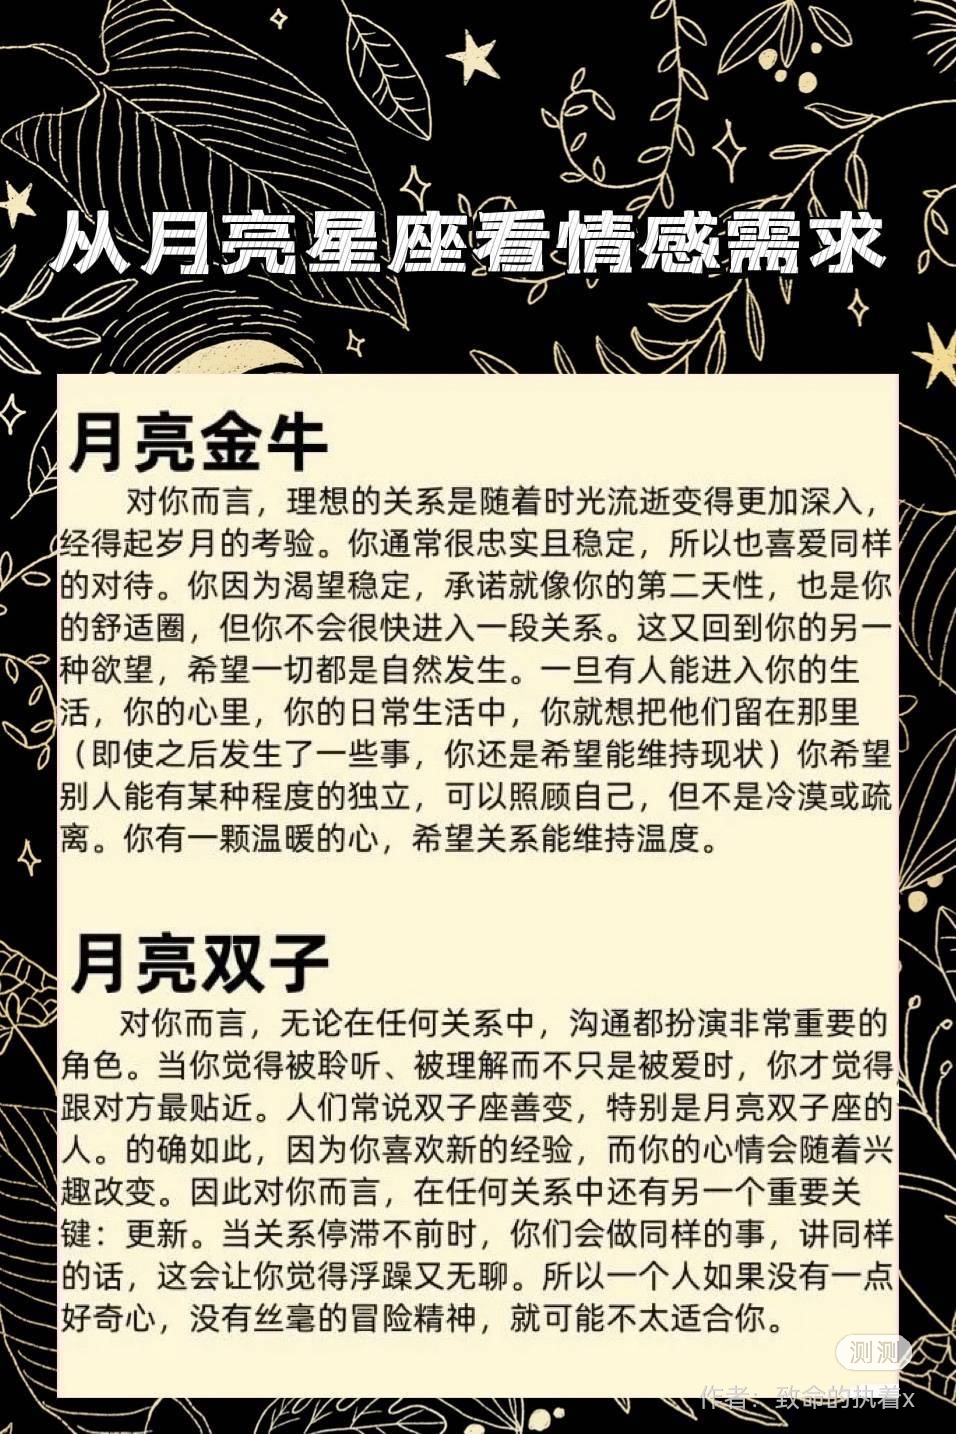 从月亮星座看情感需求
月亮金牛
对你而言，理想的关系是随着时光流逝变得更加深入，
经得起岁月的考验。你通常很忠实且稳定，所以也喜爱同样
的对待。你因为渴望稳定，承诺就像你的第二天性，也是你
的舒适圈，但你不会很快进入一段关系。这又回到你的另一
种欲望，希望一切都是自然发生。一旦有人能进入你的生
活，你的心里，你的日常生活中，你就想把他们留在那里
（即使之后发生了一些事，你还是希望能维持现状）你希望
别人能有某种程度的独立，可以照顾自己，但不是冷漠或疏
离。你有一颗温暖的心，希望关系能维持温度。
月亮双子
对你而言，无论在任何关系中，沟通都扮演非常重要的
角色。当你觉得被聆听、被理解而不只是被爱时，你才觉得
跟对方最贴近。人们常说双子座善变，特别是月亮双子座的
人。的确如此，因为你喜欢新的经验，而你的心情会随着兴
趣改变。因此对你而言，在任何关系中还有另一个重要关
键：更新。当关系停滞不前时，你们会做同样的事，讲同样
的话，这会让你觉得浮躁又无聊。所以一个人如果没有一点
好奇心，没有丝毫的冒险精神，就可能不太适合你。
测测
作者：致命的执着x